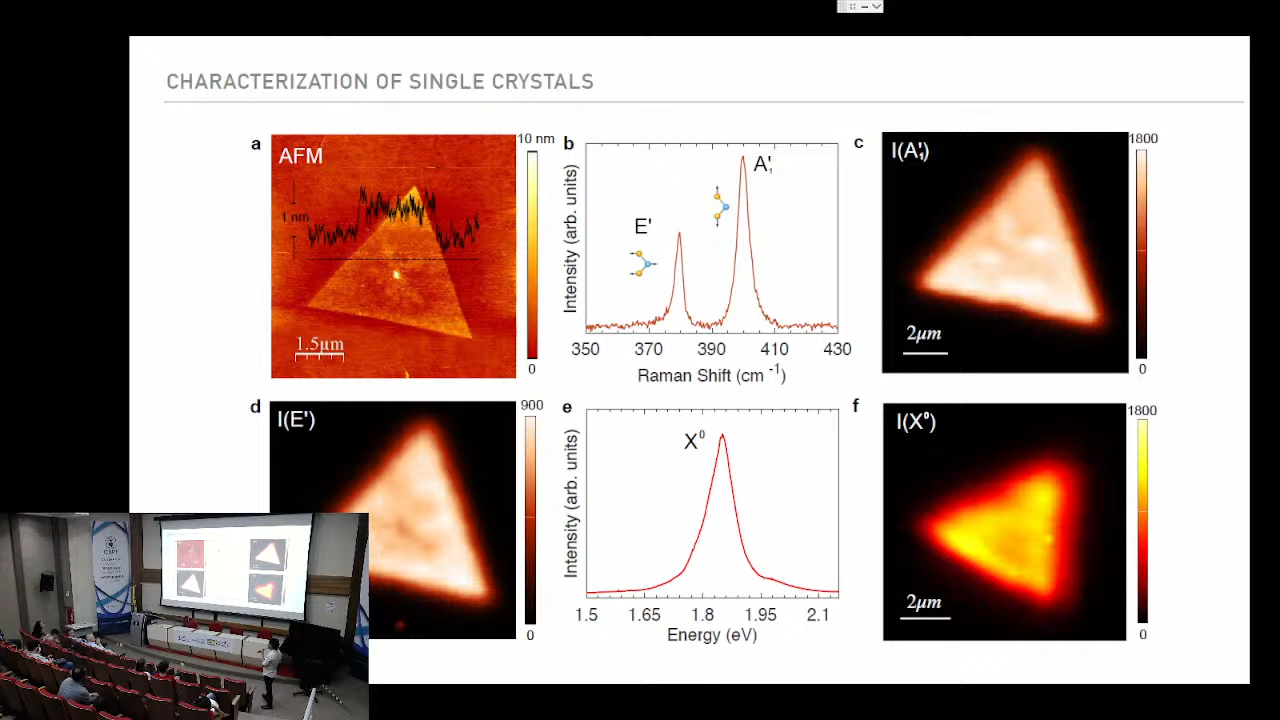 CHARACTERIZATION OF SINGLE CRYSTALS
a
AFM
1 nm
1.5μm
10 nm
0
b
Intensity (arb. units)
E'
A'₁
350 370 390 410 430
Raman Shift (cm⁻¹)
c
I(A'₁)
2μm
1800
0
d
I(E')
900
0
e
Intensity (arb. units)
X⁰
1.5 1.65 1.8 1.95 2.1
Energy (eV)
f
I(X⁰)
2μm
1800
0